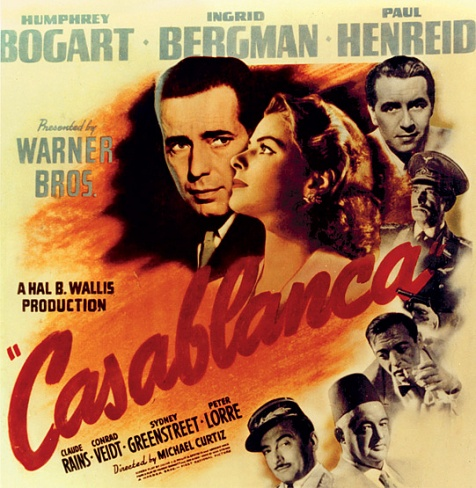 HUMPHREY BOGART · INGRID BERGMAN · PAUL HENREID
Presented by
WARNER
BROS.
A HAL B. WALLIS
PRODUCTION
"Casablanca"
CLAUDE RAINS · CONRAD VEIDT · SYDNEY GREENSTREET · PETER LORRE
Directed by MICHAEL CURTIZ